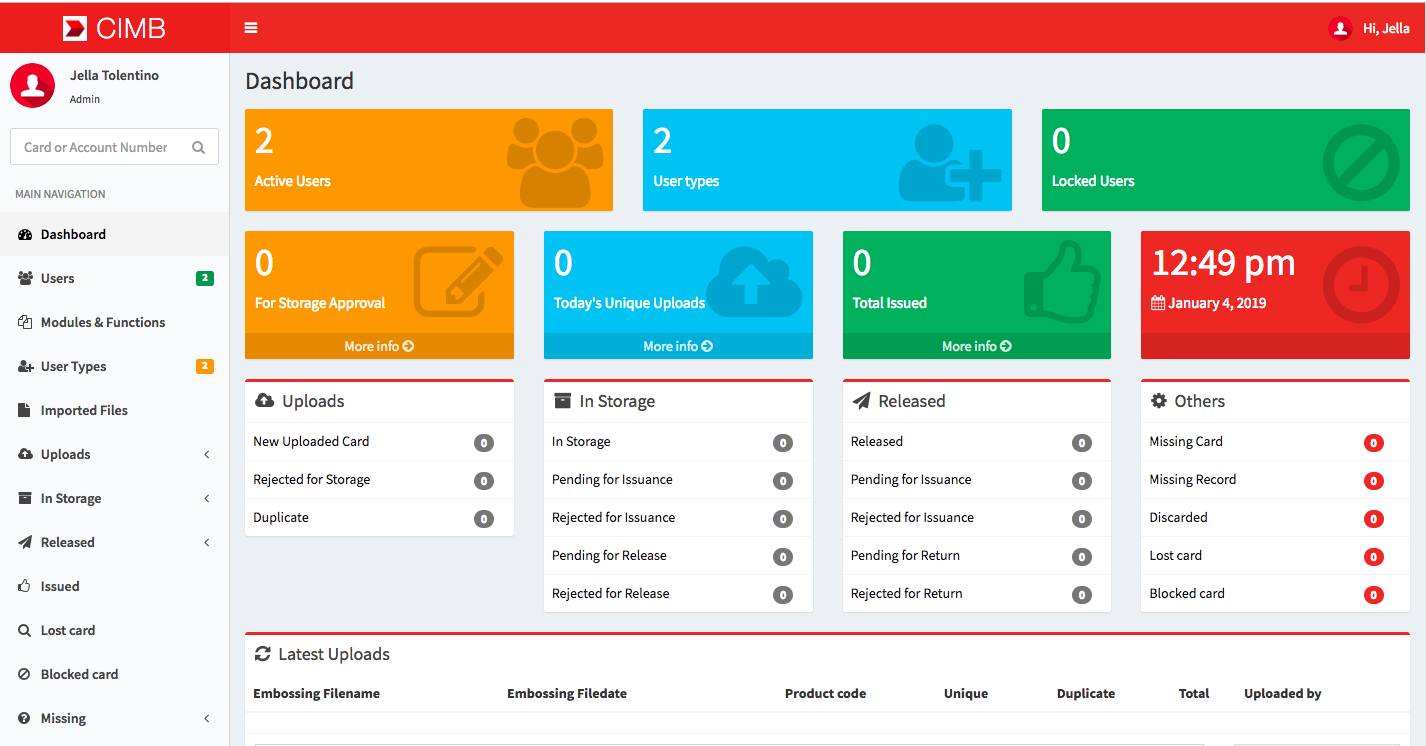 CIMB
Hi, Jella
Jella Tolentino
Admin
Card or Account Number
MAIN NAVIGATION
Dashboard
Users 2
Modules & Functions
User Types 2
Imported Files
Uploads
In Storage
Released
Issued
Lost card
Blocked card
Missing
Dashboard
2
Active Users
2
User types
0
Locked Users
0
For Storage Approval
More info
0
Today's Unique Uploads
More info
0
Total Issued
More info
12:49 pm
January 4, 2019
Uploads
New Uploaded Card 0
Rejected for Storage 0
Duplicate 0
In Storage
In Storage 0
Pending for Issuance 0
Rejected for Issuance 0
Pending for Release 0
Rejected for Release 0
Released
Released 0
Pending for Issuance 0
Rejected for Issuance 0
Pending for Return 0
Rejected for Return 0
Others
Missing Card 0
Missing Record 0
Discarded 0
Lost card 0
Blocked card 0
Latest Uploads
Embossing Filename Embossing Filedate Product code Unique Duplicate Total Uploaded by